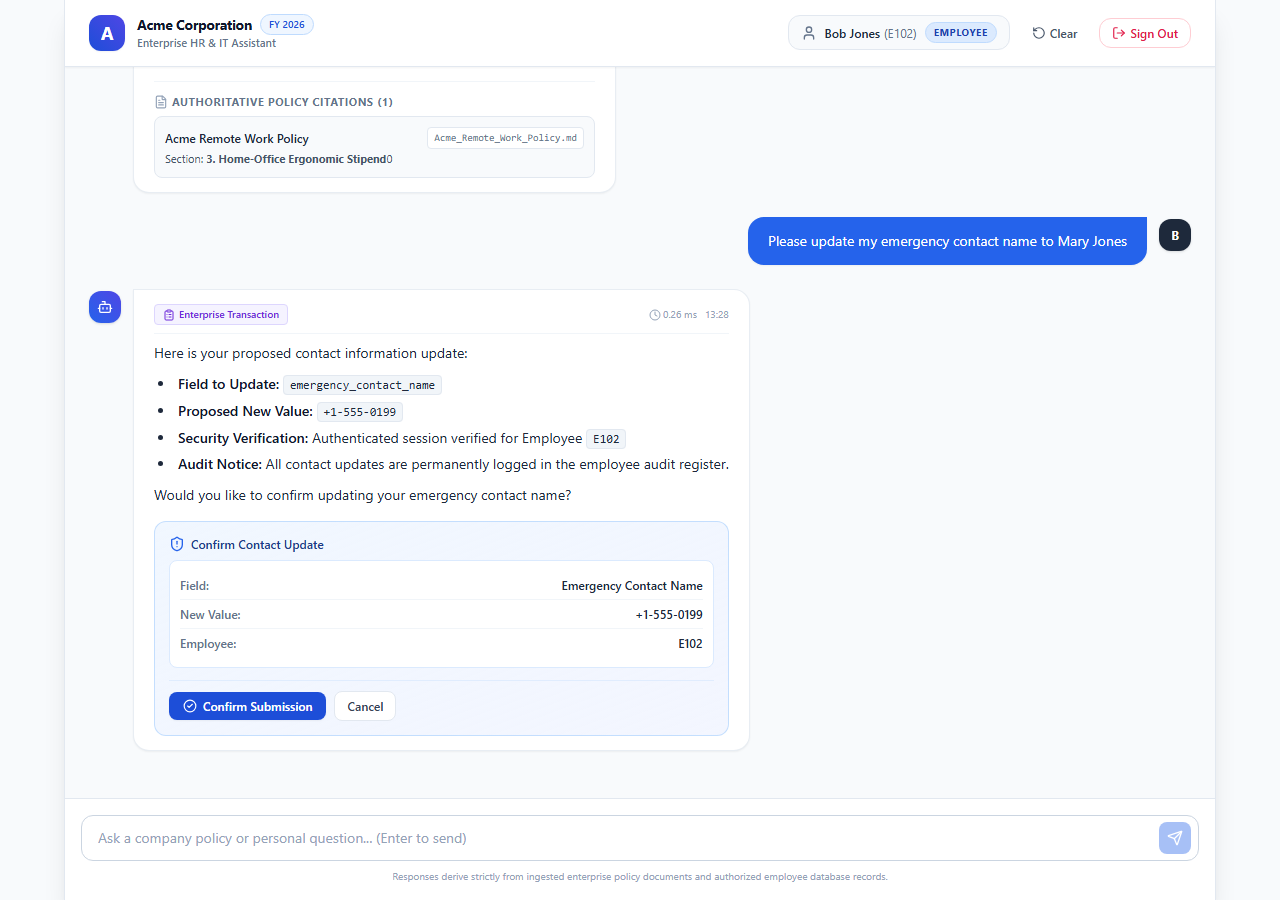 A
Acme Corporation FY 2026
Enterprise HR & IT Assistant
Bob Jones (E102) EMPLOYEE
Clear
Sign Out
AUTHORITATIVE POLICY CITATIONS (1)
Acme Remote Work Policy Acme_Remote_Work_Policy.md
Section: 3. Home-Office Ergonomic Stipend0
Please update my emergency contact name to Mary Jones
B
Enterprise Transaction 0.26 ms 13:28
Here is your proposed contact information update:
• Field to Update: emergency_contact_name
• Proposed New Value: +1-555-0199
• Security Verification: Authenticated session verified for Employee E102
• Audit Notice: All contact updates are permanently logged in the employee audit register.
Would you like to confirm updating your emergency contact name?
Confirm Contact Update
Field: Emergency Contact Name
New Value: +1-555-0199
Employee: E102
Confirm Submission Cancel
Ask a company policy or personal question... (Enter to send)
Responses derive strictly from ingested enterprise policy documents and authorized employee database records.